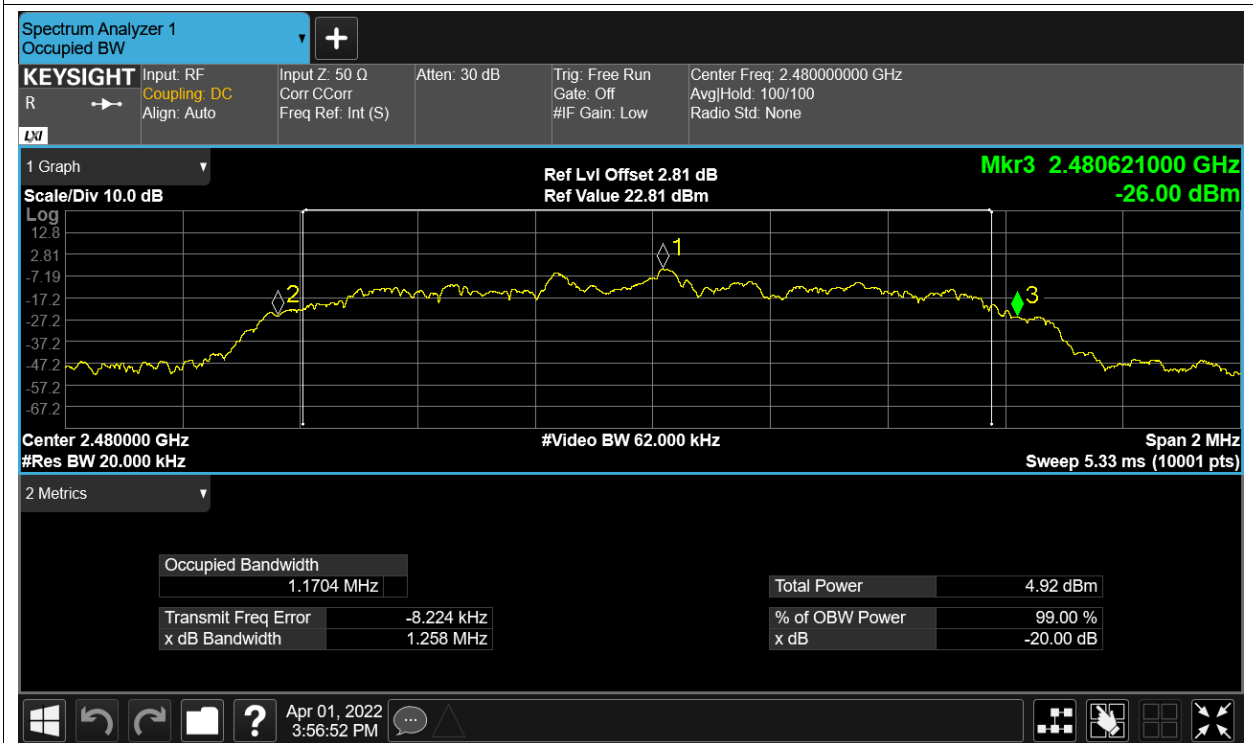 Spectrum Analyzer 1
Occupied BW
KEYSIGHT
R
LXI
Input: RF
Coupling: DC
Align: Auto
Input Z: 50 Ω
Corr CCorr
Freq Ref: Int (S)
Atten: 30 dB
Trig: Free Run
Gate: Off
#IF Gain: Low
Center Freq: 2.480000000 GHz
Avg|Hold: 100/100
Radio Std: None
1 Graph
Scale/Div 10.0 dB
Ref Lvl Offset 2.81 dB
Ref Value 22.81 dBm
Mkr3 2.480621000 GHz
-26.00 dBm
Log
12.8
2.81
-7.19
-17.2
-27.2
-37.2
-47.2
-57.2
-67.2
1
2
3
Center 2.480000 GHz
#Video BW 62.000 kHz
Span 2 MHz
#Res BW 20.000 kHz
Sweep 5.33 ms (10001 pts)
2 Metrics
Occupied Bandwidth
1.1704 MHz
Total Power 4.92 dBm
Transmit Freq Error -8.224 kHz
% of OBW Power 99.00 %
x dB Bandwidth 1.258 MHz
x dB -20.00 dB
?
Apr 01, 2022
3:56:52 PM